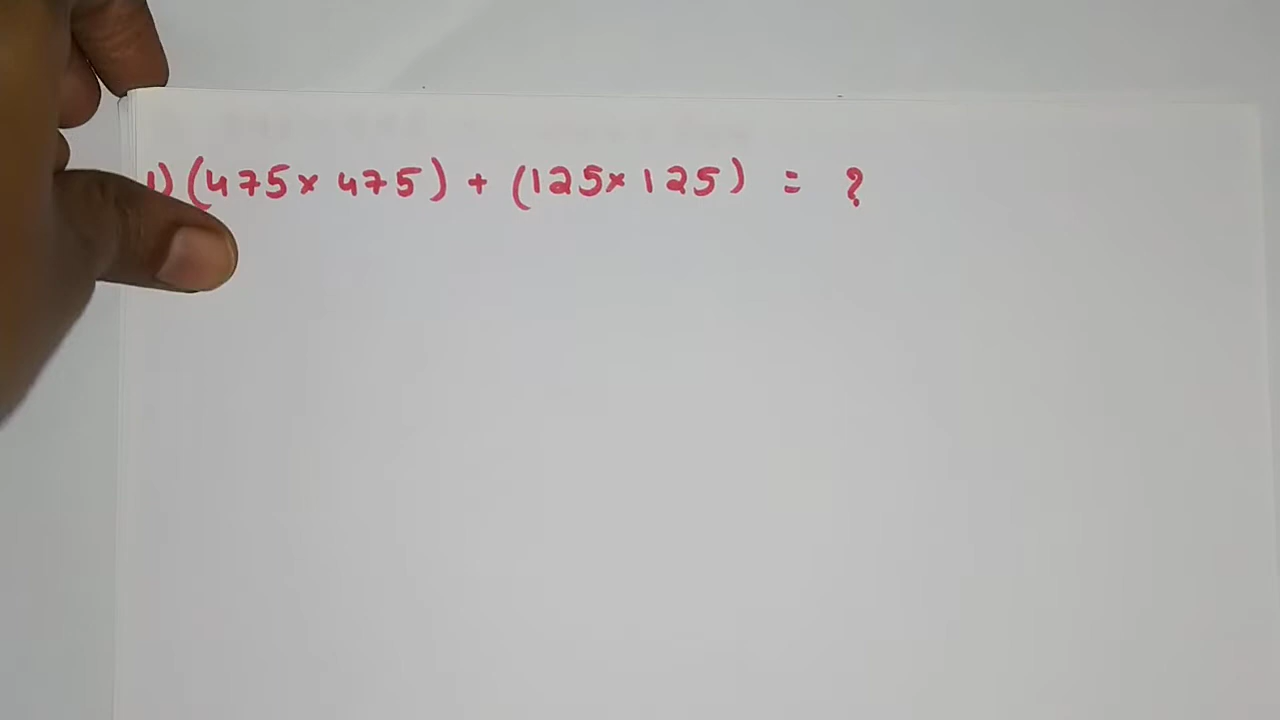 1) (475× 475) + (125× 125) = ?